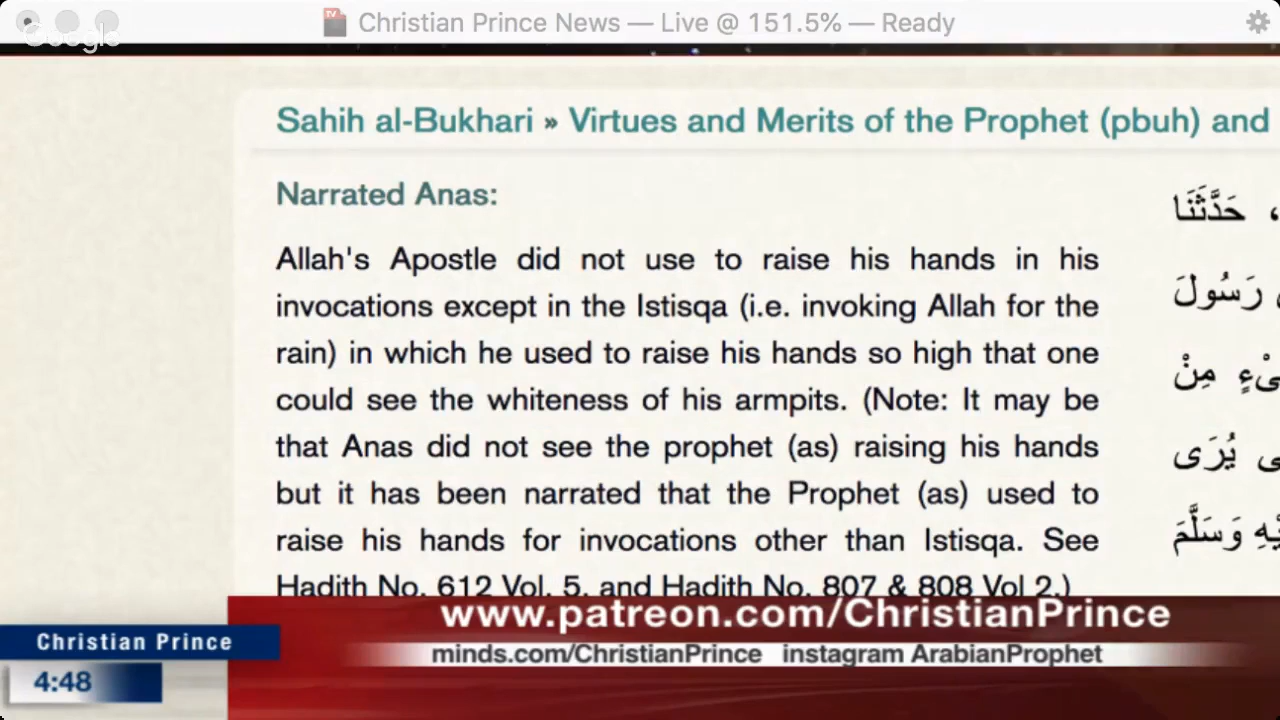 Christian Prince News — Live @ 151.5% — Ready
Google
Sahih al-Bukhari » Virtues and Merits of the Prophet (pbuh) and
Narrated Anas:
Allah's Apostle did not use to raise his hands in his
invocations except in the Istisqa (i.e. invoking Allah for the
rain) in which he used to raise his hands so high that one
could see the whiteness of his armpits. (Note: It may be
that Anas did not see the prophet (as) raising his hands
but it has been narrated that the Prophet (as) used to
raise his hands for invocations other than Istisqa. See
Hadith No. 612 Vol. 5. and Hadith No. 807 & 808 Vol 2.)
، حَدَّثَنَا
رَسُولَ
مِنْ
يُرَى
وَسَلَّمَ
www.patreon.com/ChristianPrince
minds.com/ChristianPrince instagram ArabianProphet
Christian Prince
4:48